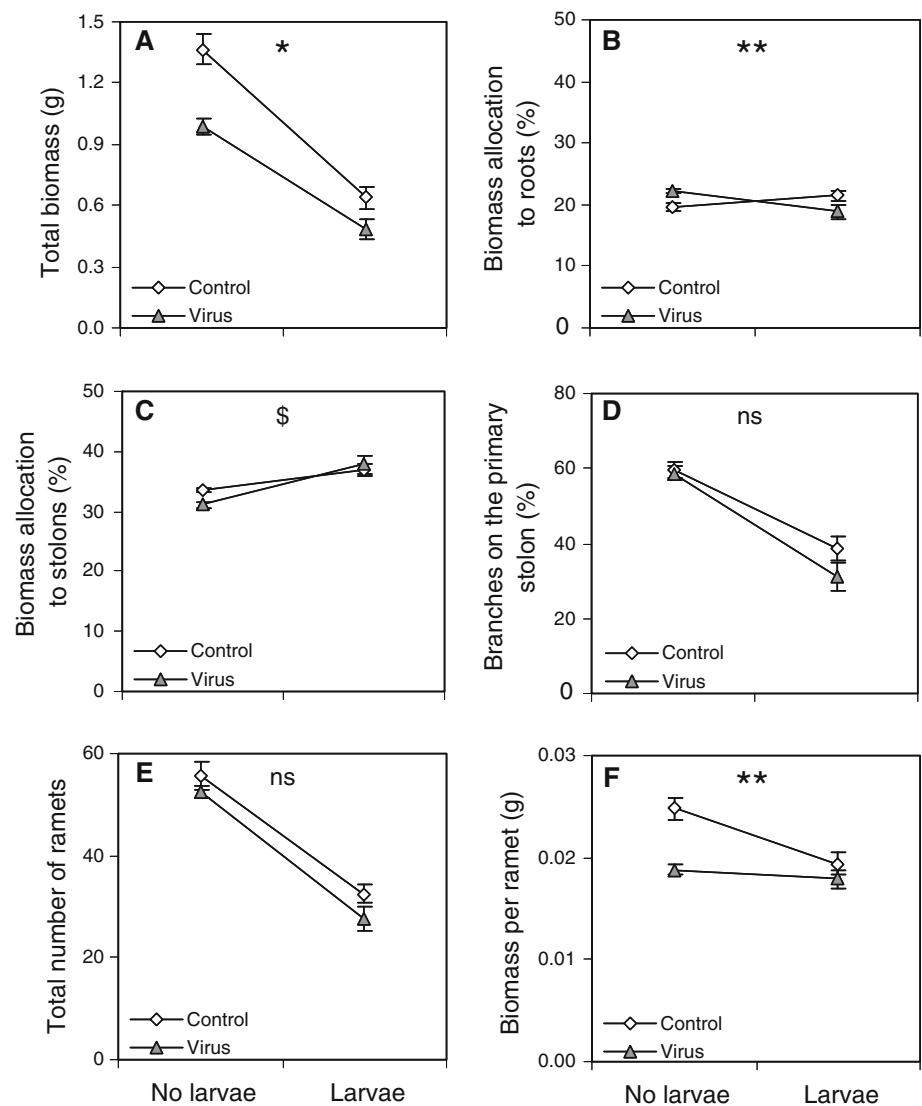 A
*
Total biomass (g)
1.5
1.2
0.9
0.6
0.3
0.0
Control
Virus
B
**
Biomass allocation
to roots (%)
50
40
30
20
10
0
Control
Virus
C
$
Biomass allocation
to stolons (%)
50
40
30
20
10
0
Control
Virus
D
ns
Branches on the primary
stolon (%)
80
60
40
20
0
Control
Virus
E
ns
Total number of ramets
60
40
20
0
Control
Virus
No larvae Larvae
F
**
Biomass per ramet (g)
0.03
0.02
0.01
0.00
Control
Virus
No larvae Larvae